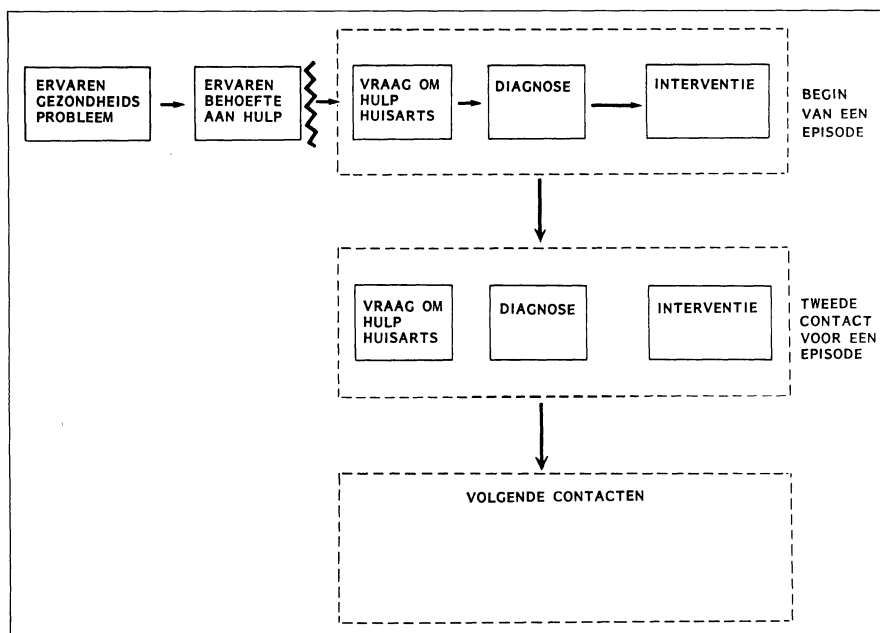 ERVAREN
GEZONDHEIDS
PROBLEEM
ERVAREN
BEHOEFTE
AAN HULP
VRAAG OM
HULP
HUISARTS
DIAGNOSE
INTERVENTIE
BEGIN
VAN EEN
EPISODE
VRAAG OM
HULP
HUISARTS
DIAGNOSE
INTERVENTIE
TWEEDE
CONTACT
VOOR EEN
EPISODE
VOLGENDE CONTACTEN